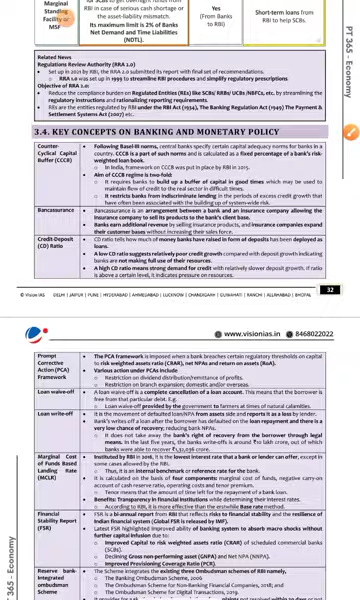 Marginal
Standing
Facility or
MSF
for SCBs to get overnight funds from
RBI in case of serious cash shortage or
the asset-liability mismatch.
Its maximum limit is 2% of Banks
Net Demand and Time Liabilities
(NDTL).
Yes
(From Banks
to RBI)
Short-term loans from
RBI to help SCBs.
PT 365 - Economy
Related News
Regulations Review Authority (RRA 2.0)
• Set up in 2021 by RBI, the RRA 2.0 submitted its report with final set of recommendations.
o RRA 1.0 was set up in 1999 to streamline RBI procedures and simplify regulatory prescriptions
Objective of RRA 2.0:
• Reduce the compliance burden on Regulated Entities (REs) like SCBs/ RRBs/ UCBs /NBFCs, etc. by streamlining the
regulatory instructions and rationalizing reporting requirements.
• REs are the entities regulated by RBI under the RBI Act (1934), The Banking Regulation Act (1949) The Payment &
Settlement Systems Act (2007) etc.
3.4. KEY CONCEPTS ON BANKING AND MONETARY POLICY
Counter-
Cyclical Capital
Buffer (CCCB)
• Following Basel-III norms, central banks specify certain capital adequacy norms for banks in a
country. CCCB is a part of such norms and is calculated as a fixed percentage of a bank's risk-
weighted loan book.
o In India, framework on CCCB was put in place by RBI in 2015.
• Aim of CCCB regime is two-fold:
o It requires banks to build up a buffer of capital in good times which may be used to
maintain flow of credit to the real sector in difficult times.
o It restricts banks from indiscriminate lending in the periods of excess credit growth that
have often been associated with the building up of system-wide risk.
Bancassurance
• Bancassurance is an arrangement between a bank and an insurance company allowing the
insurance company to sell its products to the bank's client base.
• Banks earn additional revenue by selling insurance products, and insurance companies expand
their customer bases without increasing their sales force.
Credit-Deposit
(CD) Ratio
• CD ratio tells how much of money banks have raised in form of deposits has been deployed as
loans.
• A low CD ratio suggests relatively poor credit growth compared with deposit growth indicating
banks are not making full use of their resources.
• A high CD ratio means strong demand for credit with relatively slower deposit growth; if ratio
is above a certain level, it indicates pressure on resources.
32
© Vision IAS DELHI | JAIPUR | PUNE | HYDERABAD | AHMEDABAD | LUCKNOW | CHANDIGARH | GUWAHATI | RANCHI | ALLAHABAD | BHOPAL
www.visionias.in 8468022022
Prompt
Corrective
Action (PCA)
Framework
• The PCA framework is imposed when a bank breaches certain regulatory thresholds on capital
to risk weighted assets ratio (CRAR), net NPAs and return on assets (RoA).
• Various action under PCA include
o Restriction on dividend distribution/remittance of profits.
o Restriction on branch expansion; domestic and/or overseas.
Loan waive-off
• A loan waive-off is a complete cancellation of a loan account. This means that the borrower is
free from that particular debt. E.g.
o Loan waive-off provided by the government to farmers at times of natural calamities.
Loan write-off
• It is the movement of defaulted loan/NPA from assets side and reports it as a loss by lender.
• Bank's writes off a loan after the borrower has defaulted on the loan repayment and there is a
very low chance of recovery, reducing bank NPAs.
o It does not take away the bank's right of recovery from the borrower through legal
means. In the last five years, the banks write-offs is around ₹10 lakh crore, out of which
banks were able to recover ₹1,32,036 crore.
Marginal Cost
of Funds Based
Landing Rate
(MCLR)
• Instituted by RBI in 2016, it is the lowest interest rate that a bank or lender can offer, except in
some cases allowed by the RBI.
o Thus, it is an internal benchmark or reference rate for the bank.
• It is calculated on the basis of four components: marginal cost of funds, negative carry-on
account of cash reserve ratio, operating costs and tenor premium.
o Tenor means that the amount of time left for the repayment of a bank loan.
• Benefits: Transparency in financial institutions while determining their interest rates.
o According to RBI, it is more effective than the erstwhile Base rate method.
Financial
Stability Report
(FSR)
• FSR is a bi-annual report from RBI that reflects risks to financial stability and the resilience of
Indian financial system (Global FSR is released by IMF).
• Latest FSR highlighted improved ability of banking system to absorb macro shocks without
further capital infusion due to:
o Improved Capital to risk weighted assets ratio (CRAR) of scheduled commercial banks
(SCBs).
o Declining Gross non-performing asset (GNPA) and Net NPA (NNPA).
o Improved Provisioning Coverage Ratio (PCR).
Reserve bank-
Integrated
ombudsman
Scheme
• The Scheme integrates the existing three Ombudsman schemes of RBI namely,
o The Banking Ombudsman Scheme, 2006
o The Ombudsman Scheme for Non-Banking Financial Companies, 2018; and
o The Ombudsman Scheme for Digital Transactions, 2019.
PT 365 - Economy